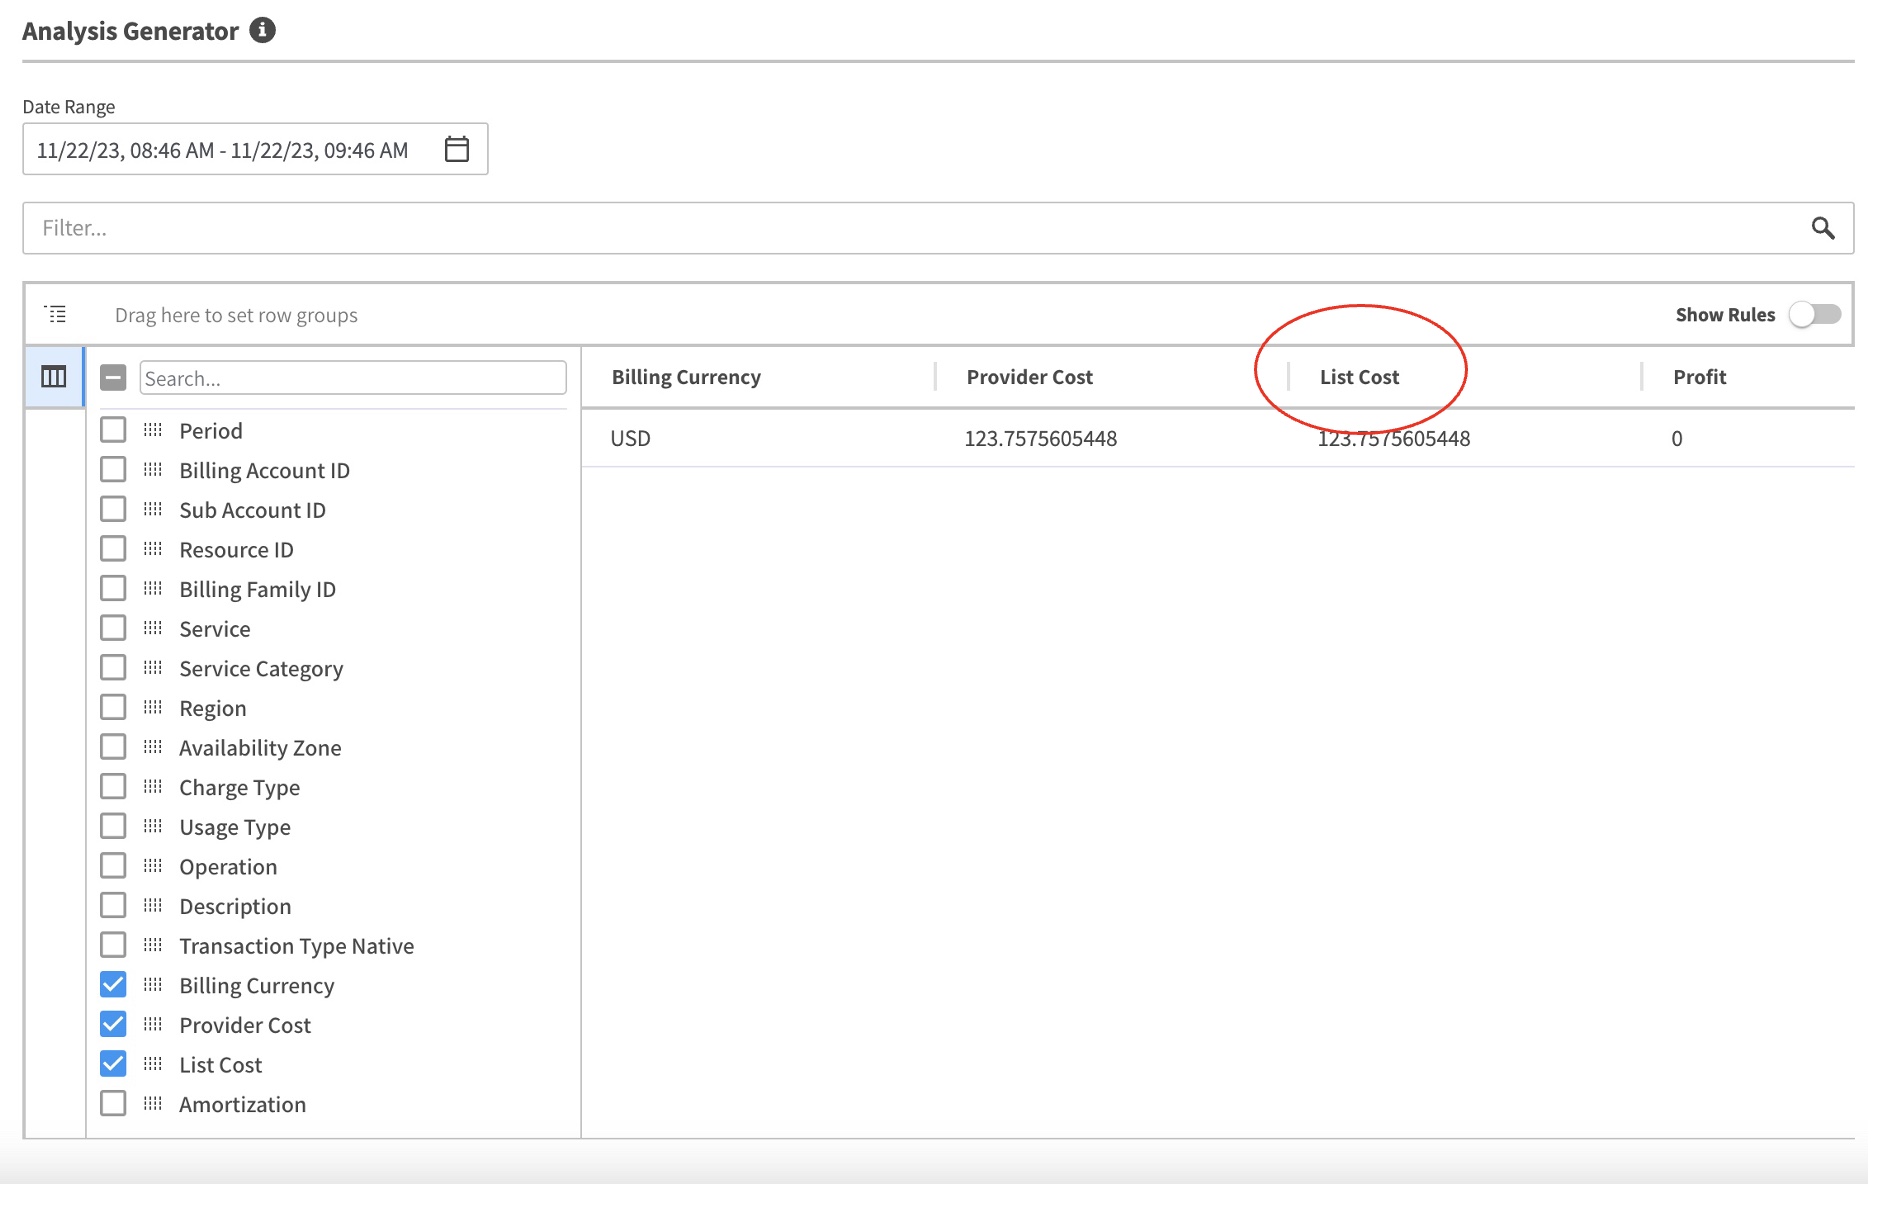 Analysis Generator
Date Range
11/22/23, 08:46 AM - 11/22/23, 09:46 AM
Filter...
Drag here to set row groups
Show Rules
Search...
Billing Currency
Provider Cost
List Cost
Profit
USD
123.7575605448
123.7575605448
0
Period
Billing Account ID
Sub Account ID
Resource ID
Billing Family ID
Service
Service Category
Region
Availability Zone
Charge Type
Usage Type
Operation
Description
Transaction Type Native
Billing Currency
Provider Cost
List Cost
Amortization